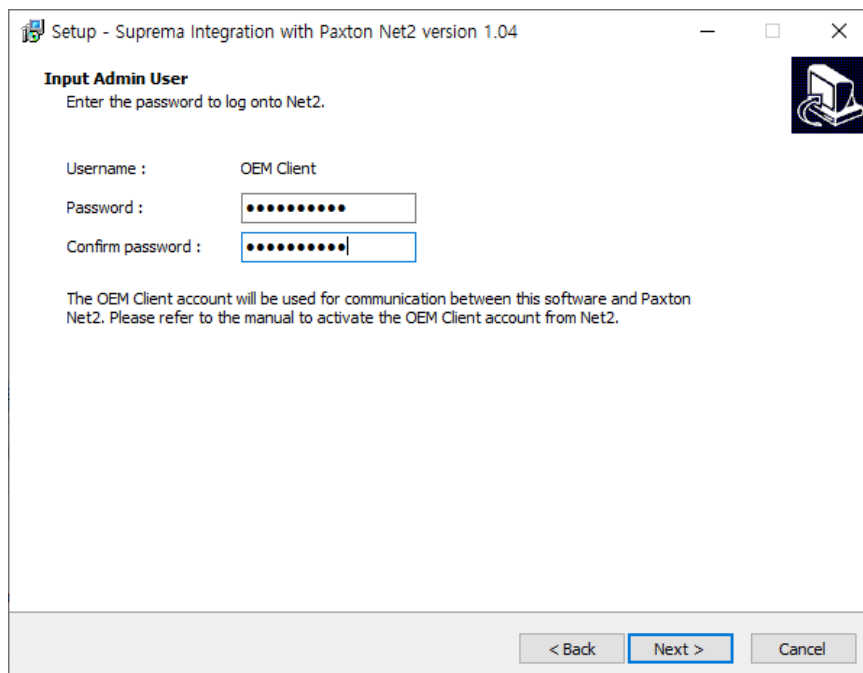 Setup - Suprema Integration with Paxton Net2 version 1.04
Input Admin User
Enter the password to log onto Net2.
Username : OEM Client
Password : ●●●●●●●●●●
Confirm password : ●●●●●●●●●●
The OEM Client account will be used for communication between this software and Paxton
Net2. Please refer to the manual to activate the OEM Client account from Net2.
< Back Next > Cancel